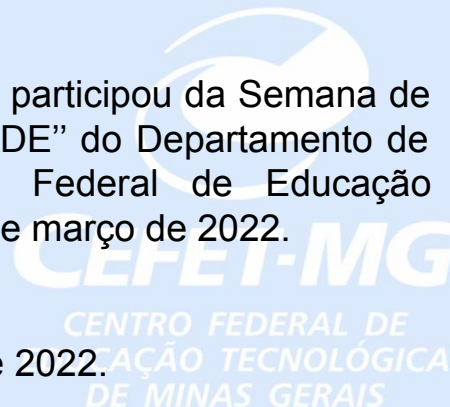 participou da Semana de
DE’’ do Departamento de
Federal de Educação
e março de 2022.
CEFET-MG
CENTRO FEDERAL DE
EDUCAÇÃO TECNOLÓGICA
e 2022.
DE MINAS GERAIS